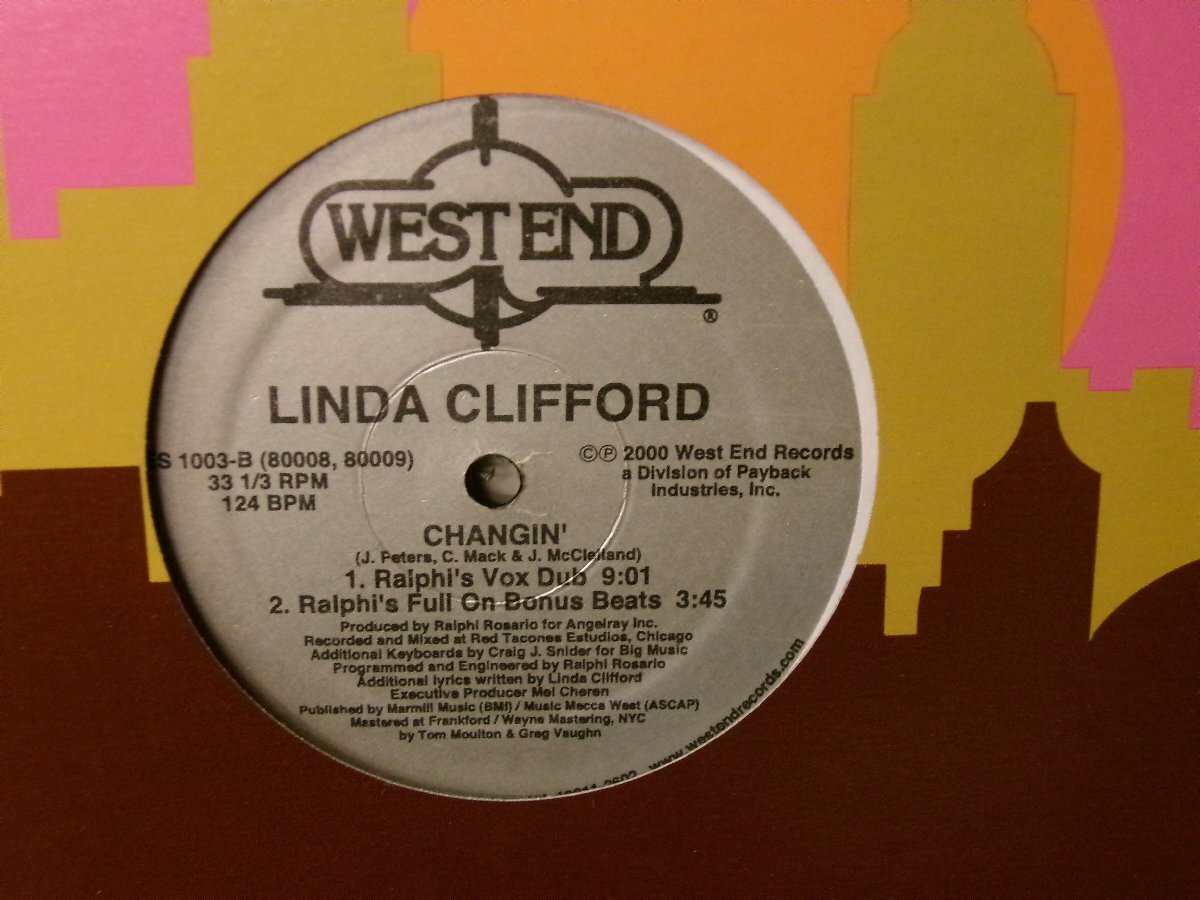 WEST END
®
LINDA CLIFFORD
S 1003-B (80008, 80009)
33 1/3 RPM
124 BPM
©℗ 2000 West End Records
a Division of Payback
Industries, Inc.
CHANGIN'
(J. Peters, C. Mack & J. McClelland)
1. Ralphi's Vox Dub 9:01
2. Ralphi's Full On Bonus Beats 3:45
Produced by Ralphi Rosario for Angelray Inc.
Recorded and Mixed at Red Tacones Estudios, Chicago
Additional Keyboards by Craig J. Snider for Big Music
Programmed and Engineered by Ralphi Rosario
Additional lyrics written by Linda Clifford
Executive Producer Mel Cheren
Published by Marmill Music (BMI) / Music Mecca West (ASCAP)
Mastered at Frankford / Wayne Mastering, NYC
by Tom Moulton & Greg Vaughn
www.westendrecords.com